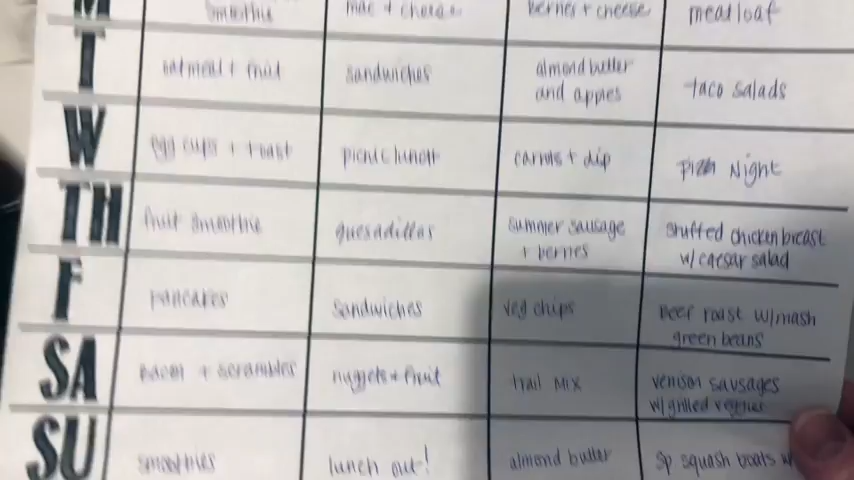 M smoothie mac + cheese berries + cheese meatloaf
T oatmeal + fruit sandwiches almond butter taco salads
and apples
W egg cups + toast picnic lunch carrots + dip pizza Night
TH fruit smoothie quesadillas summer sausage stuffed chicken breast
+ berries w/caesar salad
F pancakes sandwiches veg chips Beef roast w/mash
green beans
SA bacon + scrambles nuggets + fruit trail mix venison sausages
w/grilled veggies
SU smoothies lunch out! almond butter sp squash boats